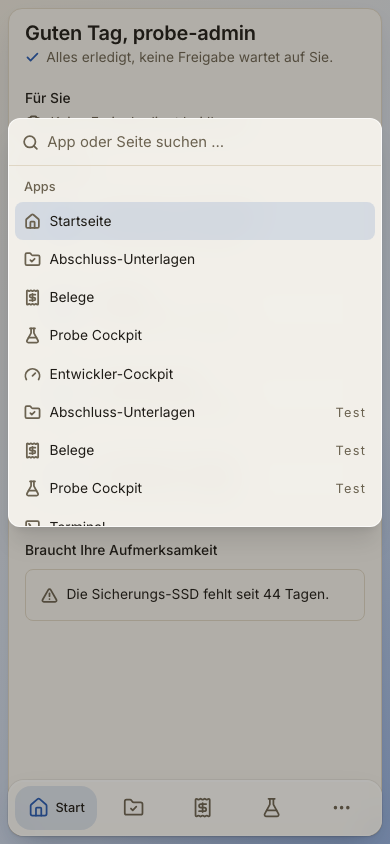 Guten Tag, probe-admin
Alles erledigt, keine Freigabe wartet auf Sie.
Für Sie
App oder Seite suchen ...
Apps
Startseite
Abschluss-Unterlagen
Belege
Probe Cockpit
Entwickler-Cockpit
Abschluss-Unterlagen Test
Belege Test
Probe Cockpit Test
Terminal
Braucht Ihre Aufmerksamkeit
Die Sicherungs-SSD fehlt seit 44 Tagen.
Start